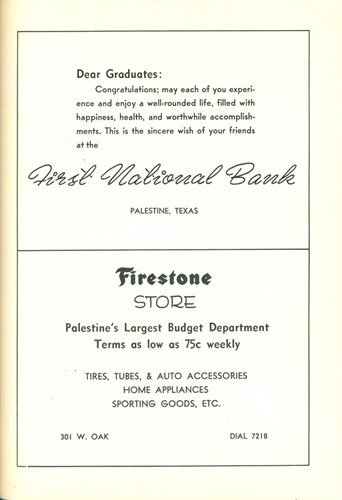 Dear Graduates:
Congratulations; may each of you experi-
ence and enjoy a well-rounded life, filled with
happiness, health, and worthwhile accomplish-
ments. This is the sincere wish of your friends
at the
First National Bank
PALESTINE, TEXAS
Firestone
STORE
Palestine's Largest Budget Department
Terms as low as 75c weekly
TIRES, TUBES, & AUTO ACCESSORIES
HOME APPLIANCES
SPORTING GOODS, ETC.
301 W. OAK DIAL 7218